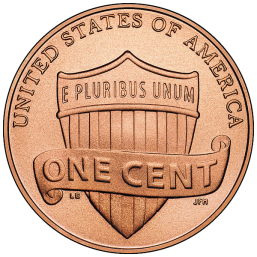 UNITED STATES OF AMERICA
E PLURIBUS UNUM
ONE CENT
LB JFM